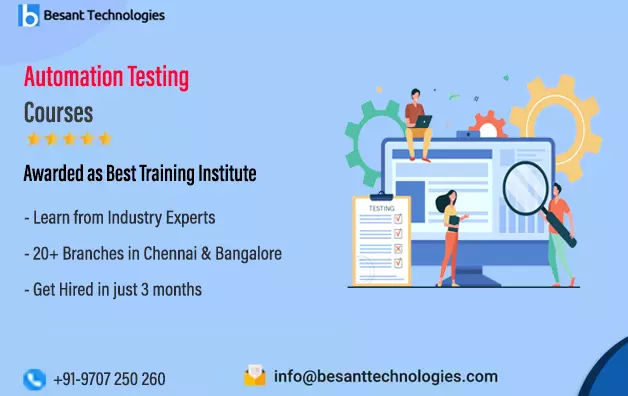 Besant Technologies
Automation Testing
Courses
Awarded as Best Training Institute
- Learn from Industry Experts
- 20+ Branches in Chennai & Bangalore
- Get Hired in just 3 months
TESTING
+91-9707 250 260
info@besanttechnologies.com